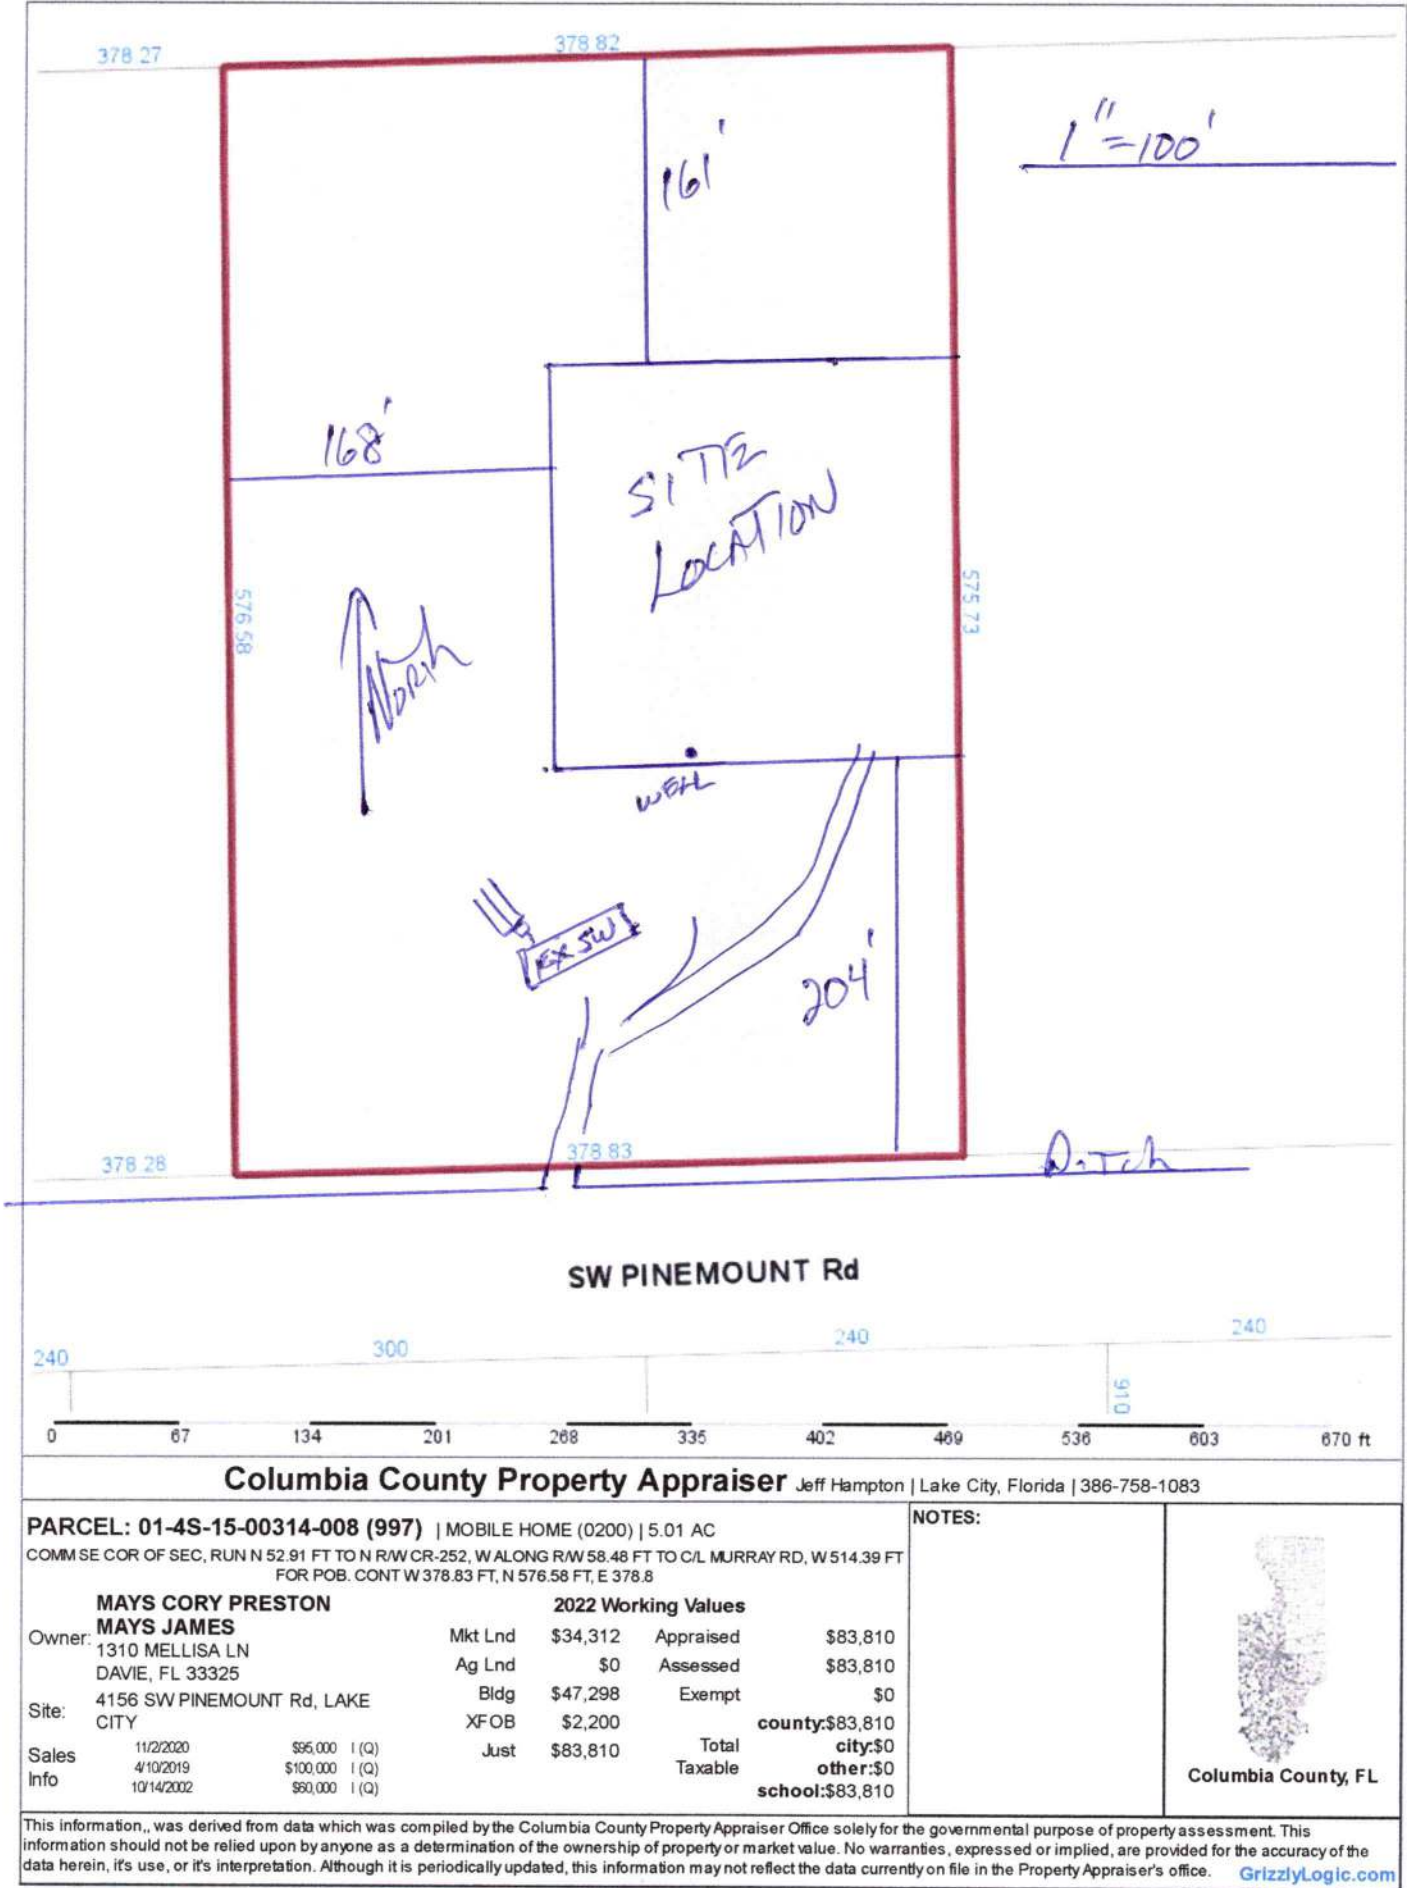 378.27
378.82
1"=100'
161'
168'
SITE
LOCATION
576.58
575.73
NORTH
WELL
EX SW
204'
378.28
378.83
DITCH
SW PINEMOUNT Rd
240 300 240 240
910
0 67 134 201 268 335 402 469 536 603 670 ft
Columbia County Property Appraiser Jeff Hampton | Lake City, Florida | 386-758-1083
PARCEL: 01-4S-15-00314-008 (997) | MOBILE HOME (0200) | 5.01 AC
COMM SE COR OF SEC, RUN N 52.91 FT TO N R/W CR-252, W ALONG R/W 58.48 FT TO C/L MURRAY RD, W 514.39 FT
FOR POB. CONT W 378.83 FT, N 576.58 FT, E 378.8
NOTES:
Owner: MAYS CORY PRESTON
MAYS JAMES
1310 MELLISA LN
DAVIE, FL 33325
Site: 4156 SW PINEMOUNT Rd, LAKE
CITY
Sales
Info
11/2/2020 $95,000 I (Q)
4/10/2019 $100,000 I (Q)
10/14/2002 $60,000 I (Q)
2022 Working Values
Mkt Lnd $34,312 Appraised $83,810
Ag Lnd $0 Assessed $83,810
Bldg $47,298 Exempt $0
XFOB $2,200 county:$83,810
Just $83,810 Total city:$0
Taxable other:$0
school:$83,810
Columbia County, FL
This information,, was derived from data which was compiled by the Columbia County Property Appraiser Office solely for the governmental purpose of property assessment. This
information should not be relied upon by anyone as a determination of the ownership of property or market value. No warranties, expressed or implied, are provided for the accuracy of the
data herein, it's use, or it's interpretation. Although it is periodically updated, this information may not reflect the data currently on file in the Property Appraiser's office. GrizzlyLogic.com